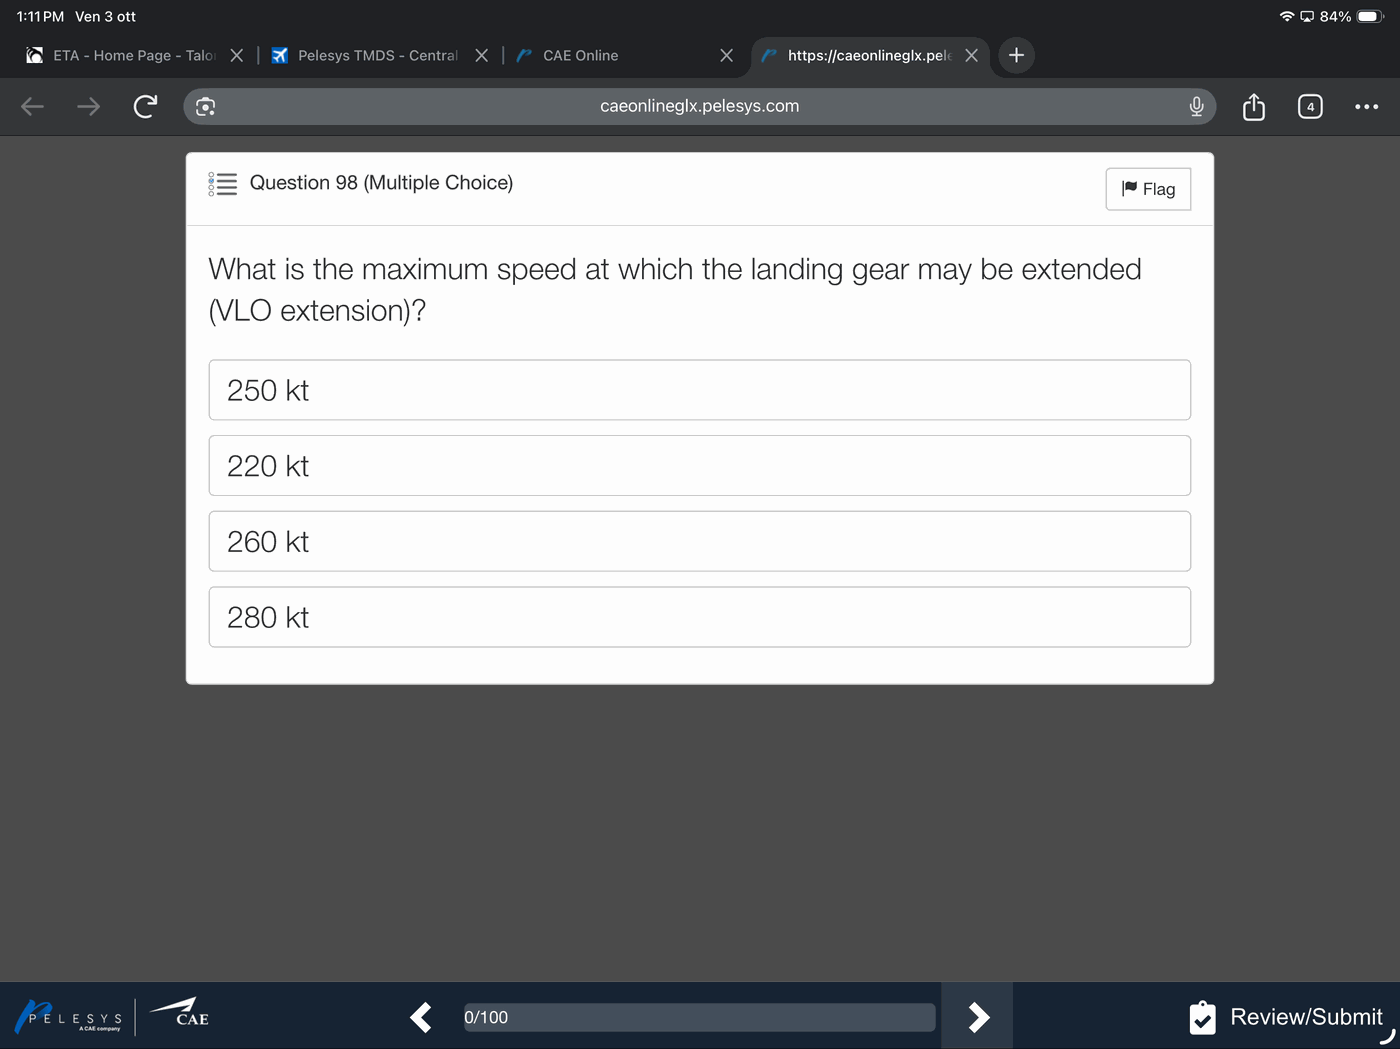 1:11 PM Ven 3 ott
84%
ETA - Home Page - Talo
Pelesys TMDS - Central
CAE Online
https://caeonlineglx.pele
caeonlineglx.pelesys.com
4
Question 98 (Multiple Choice)
Flag
What is the maximum speed at which the landing gear may be extended
(VLO extension)?
250 kt
220 kt
260 kt
280 kt
PELESYS
A CAE company
CAE
0/100
Review/Submit